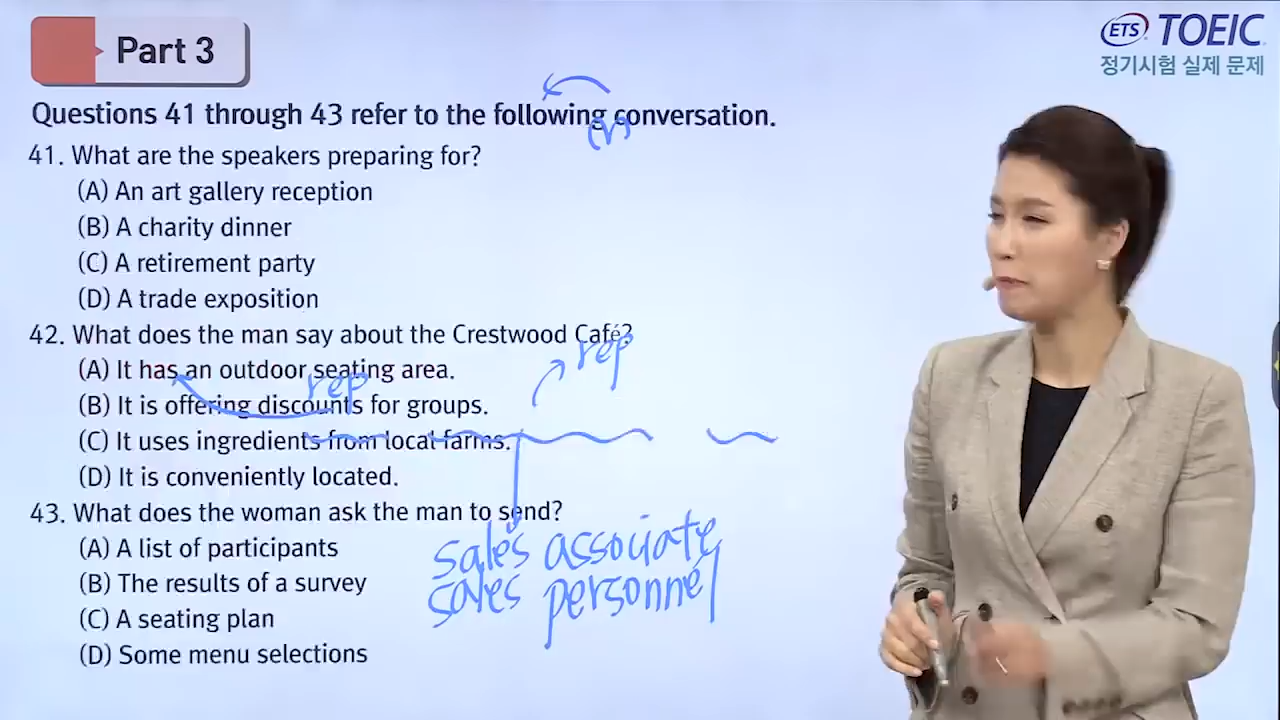 Part 3
ETS TOEIC
정기시험 실제 문제
Questions 41 through 43 refer to the following conversation.
(v)
41. What are the speakers preparing for?
(A) An art gallery reception
(B) A charity dinner
(C) A retirement party
(D) A trade exposition
42. What does the man say about the Crestwood Café?
rep
(A) It has an outdoor seating area.
rep
(B) It is offering discounts for groups.
(C) It uses ingredients from local farms.
(D) It is conveniently located.
43. What does the woman ask the man to send?
(A) A list of participants
sales associate
(B) The results of a survey
sales personnel
(C) A seating plan
(D) Some menu selections